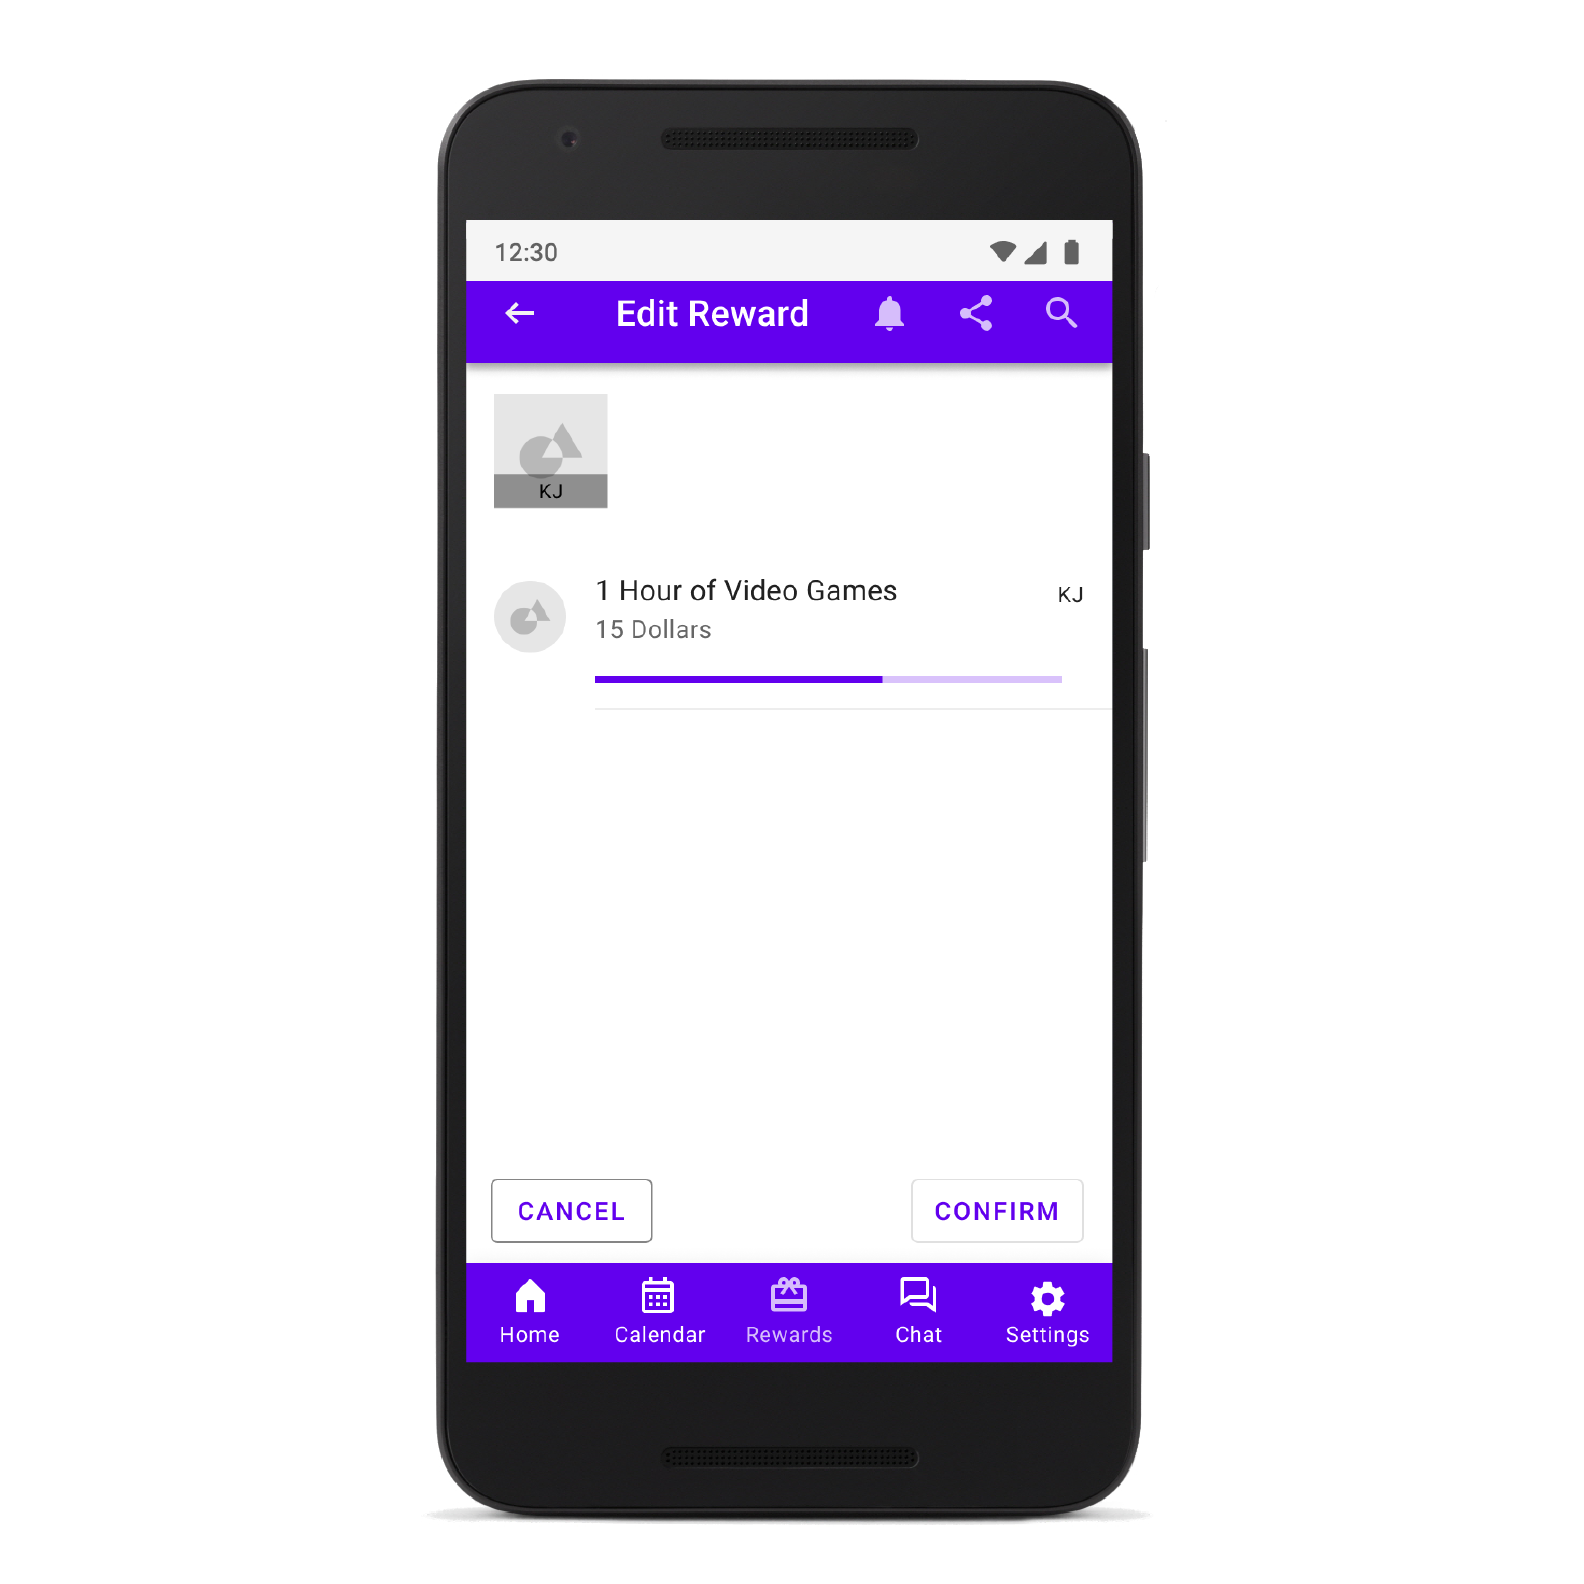 12:30
Edit Reward
KJ
1 Hour of Video Games
KJ
15 Dollars
CANCEL
CONFIRM
Home
Calendar
Rewards
Chat
Settings